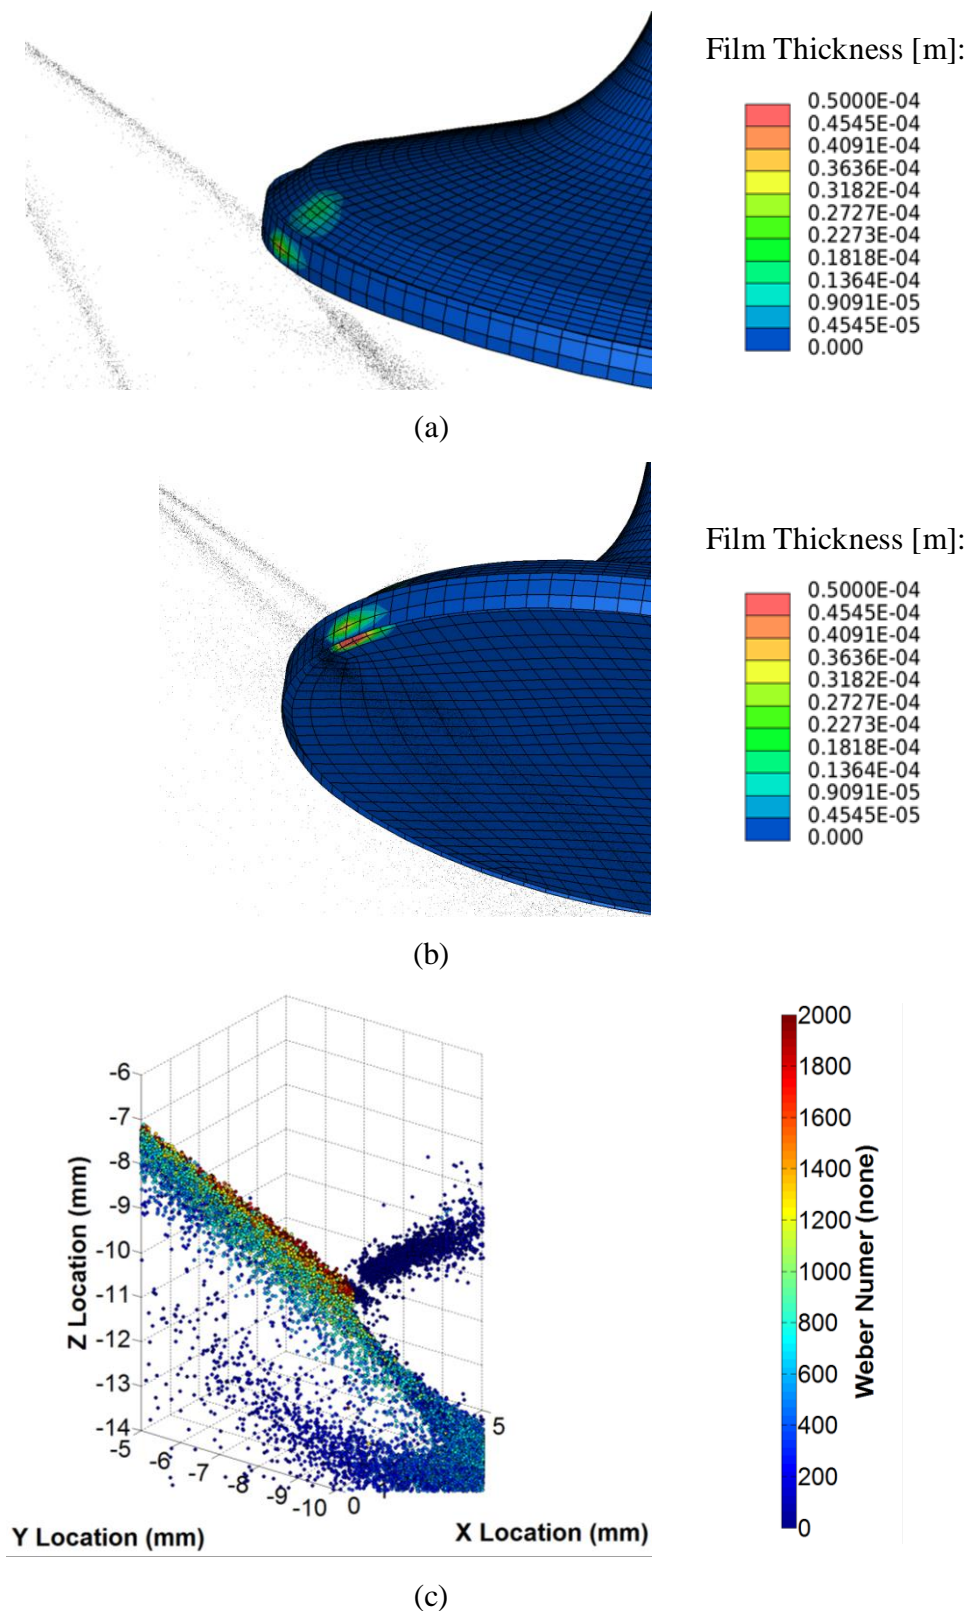 Film Thickness [m]:
0.5000E-04
0.4545E-04
0.4091E-04
0.3636E-04
0.3182E-04
0.2727E-04
0.2273E-04
0.1818E-04
0.1364E-04
0.9091E-05
0.4545E-05
0.000
(a)
Film Thickness [m]:
0.5000E-04
0.4545E-04
0.4091E-04
0.3636E-04
0.3182E-04
0.2727E-04
0.2273E-04
0.1818E-04
0.1364E-04
0.9091E-05
0.4545E-05
0.000
(b)
Z Location (mm)
-6
-7
-8
-9
-10
-11
-12
-13
-14
-5
-6
-7
-8
-9
-10
0
5
Y Location (mm)
X Location (mm)
2000
1800
1600
1400
1200
1000
800
600
400
200
0
Weber Numer (none)
(c)